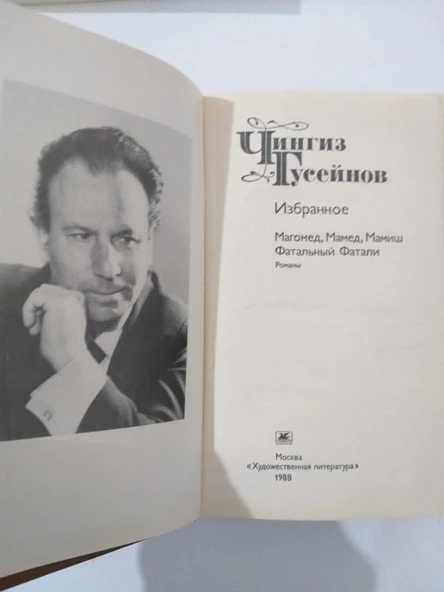 Чингиз
Гусейнов
Избранное
Магомед, Мамед, Мамиш
Фатальный Фатали
Романы
Москва
«Художественная литература»
1988